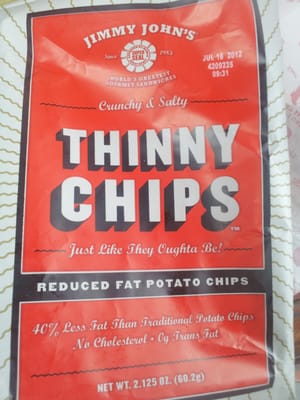 JIMMY JOHN'S
Since 1983
WORLD'S GREATEST
GOURMET SANDWICHES
JUL 16 2012
4209225
09:31
Crunchy & Salty
THINNY
CHIPS™
Just Like They Oughta Be!
REDUCED FAT POTATO CHIPS
40% Less Fat Than Traditional Potato Chips
No Cholesterol • 0g Trans Fat
NET WT. 2.125 OZ. (60.2g)